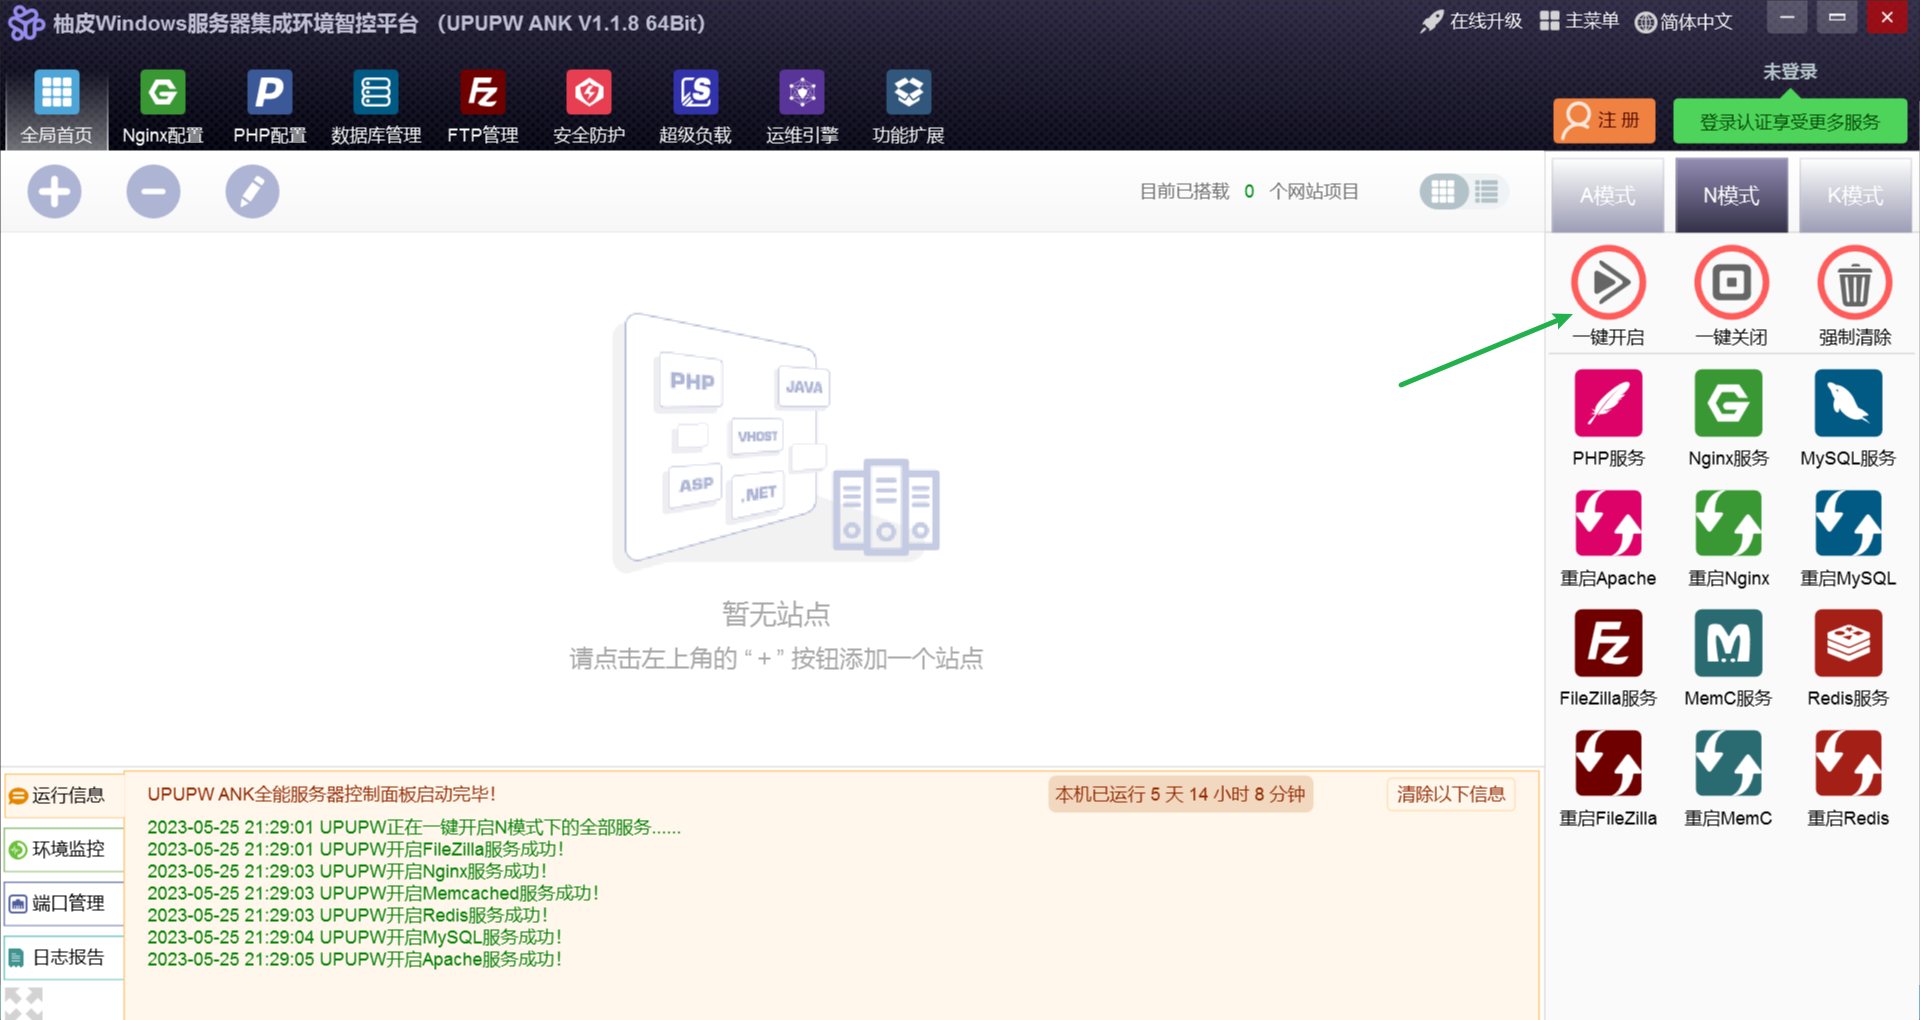 柚皮Windows服务器集成环境智控平台 （UPUPW ANK V1.1.8 64Bit）
在线升级 主菜单 简体中文
未登录
全局首页 Nginx配置 PHP配置 数据库管理 FTP管理 安全防护 超级负载 运维引擎 功能扩展
注 册 登录认证享受更多服务
目前已搭载 0 个网站项目
A模式 N模式 K模式
一键开启 一键关闭 强制清除
PHP JAVA
VHOST
ASP .NET
暂无站点
请点击左上角的 “ + ” 按钮添加一个站点
PHP服务 Nginx服务 MySQL服务
重启Apache 重启Nginx 重启MySQL
FileZilla服务 MemC服务 Redis服务
重启FileZilla 重启MemC 重启Redis
运行信息
环境监控
端口管理
日志报告
UPUPW ANK全能服务器控制面板启动完毕！
本机已运行 5 天 14 小时 8 分钟 清除以下信息
2023-05-25 21:29:01 UPUPW正在一键开启N模式下的全部服务......
2023-05-25 21:29:01 UPUPW开启FileZilla服务成功！
2023-05-25 21:29:03 UPUPW开启Nginx服务成功！
2023-05-25 21:29:03 UPUPW开启Memcached服务成功！
2023-05-25 21:29:03 UPUPW开启Redis服务成功！
2023-05-25 21:29:04 UPUPW开启MySQL服务成功！
2023-05-25 21:29:05 UPUPW开启Apache服务成功！